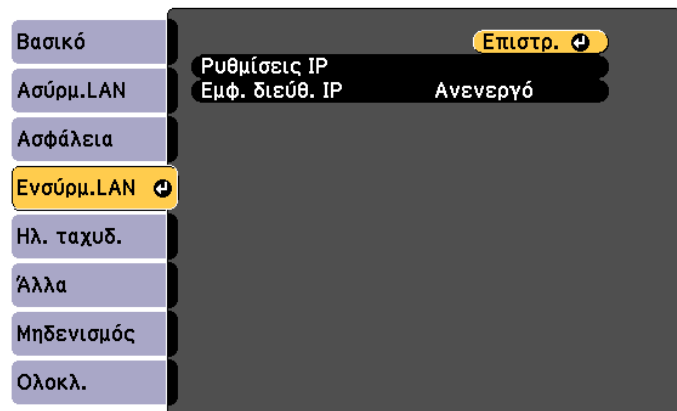 Βασικό
Ασύρμ.LAN
Ασφάλεια
Ενσύρμ.LAN
Ηλ. ταχυδ.
Άλλα
Μηδενισμός
Ολοκλ.
Επιστρ.
Ρυθμίσεις IP
Εμφ. διεύθ. IP Ανενεργό